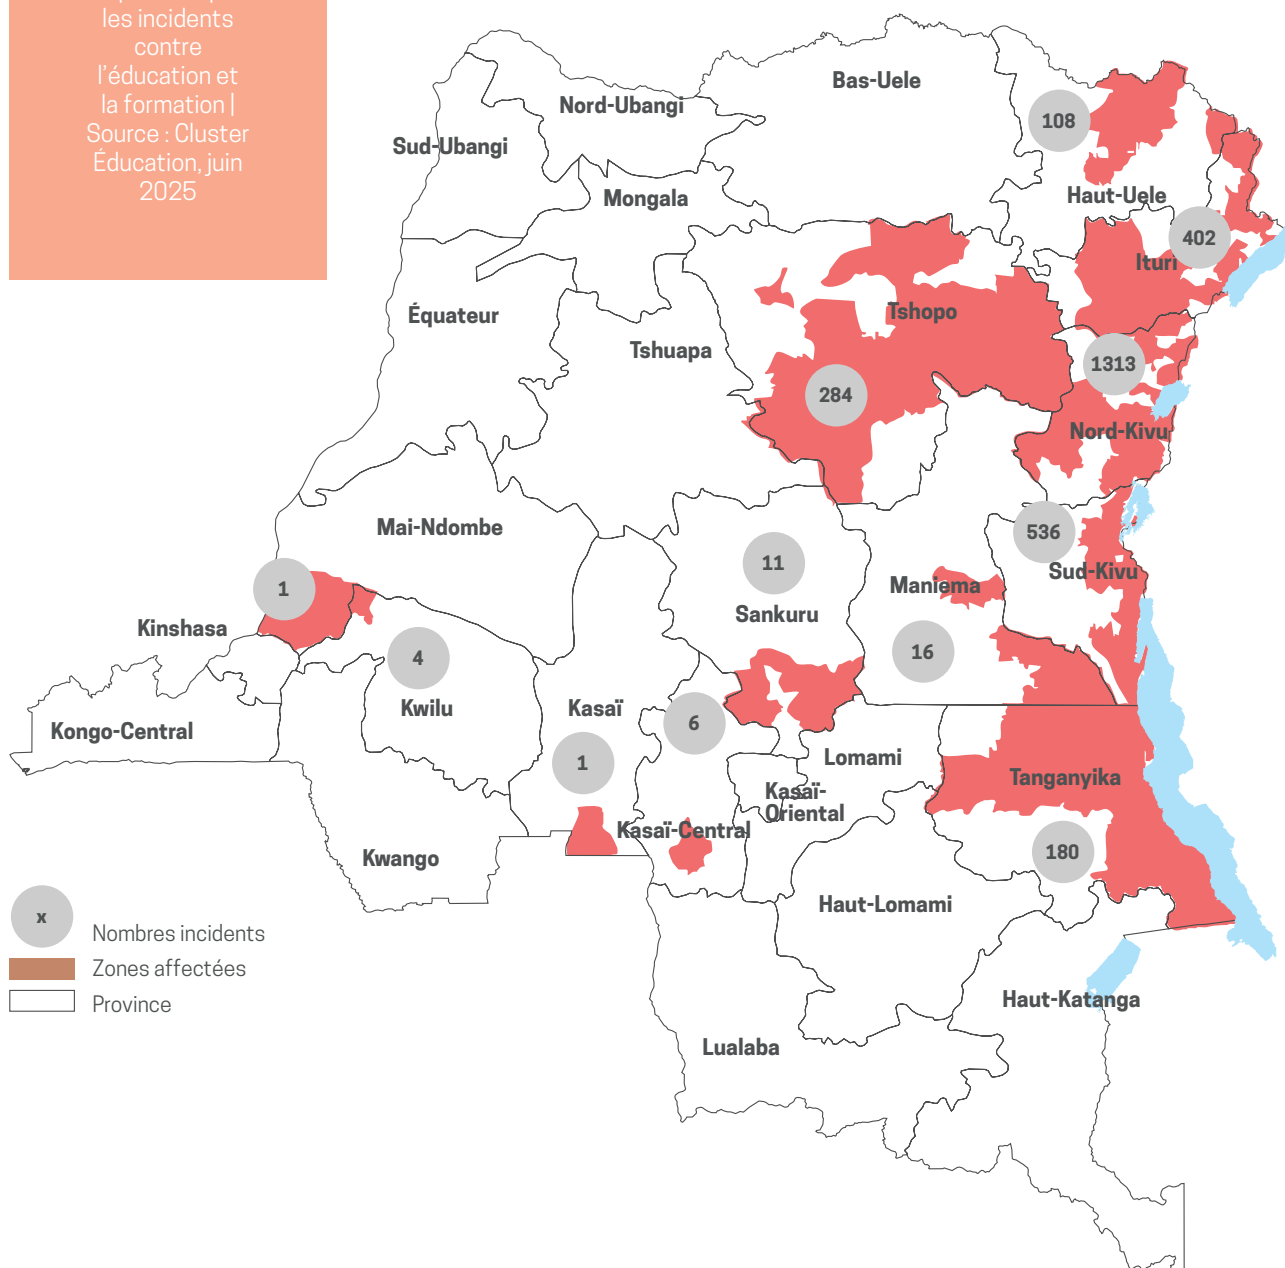 les incidents
contre
l'éducation et
la formation |
Source : Cluster
Éducation, juin
2025
Bas-Uele
Nord-Ubangi
108
Sud-Ubangi
Mongala
Haut-Uele
402
Ituri
Équateur
Tshopo
Tshuapa
1313
284
Nord-Kivu
Mai-Ndombe
536
11
Sud-Kivu
Maniema
1
Sankuru
Kinshasa
16
4
Kasaï
Kwilu
6
Kongo-Central
Lomami
1
Tanganyika
Kasaï-
Oriental
Kasaï-Central
180
Kwango
Haut-Lomami
x
Nombres incidents
Zones affectées
Province
Haut-Katanga
Lualaba